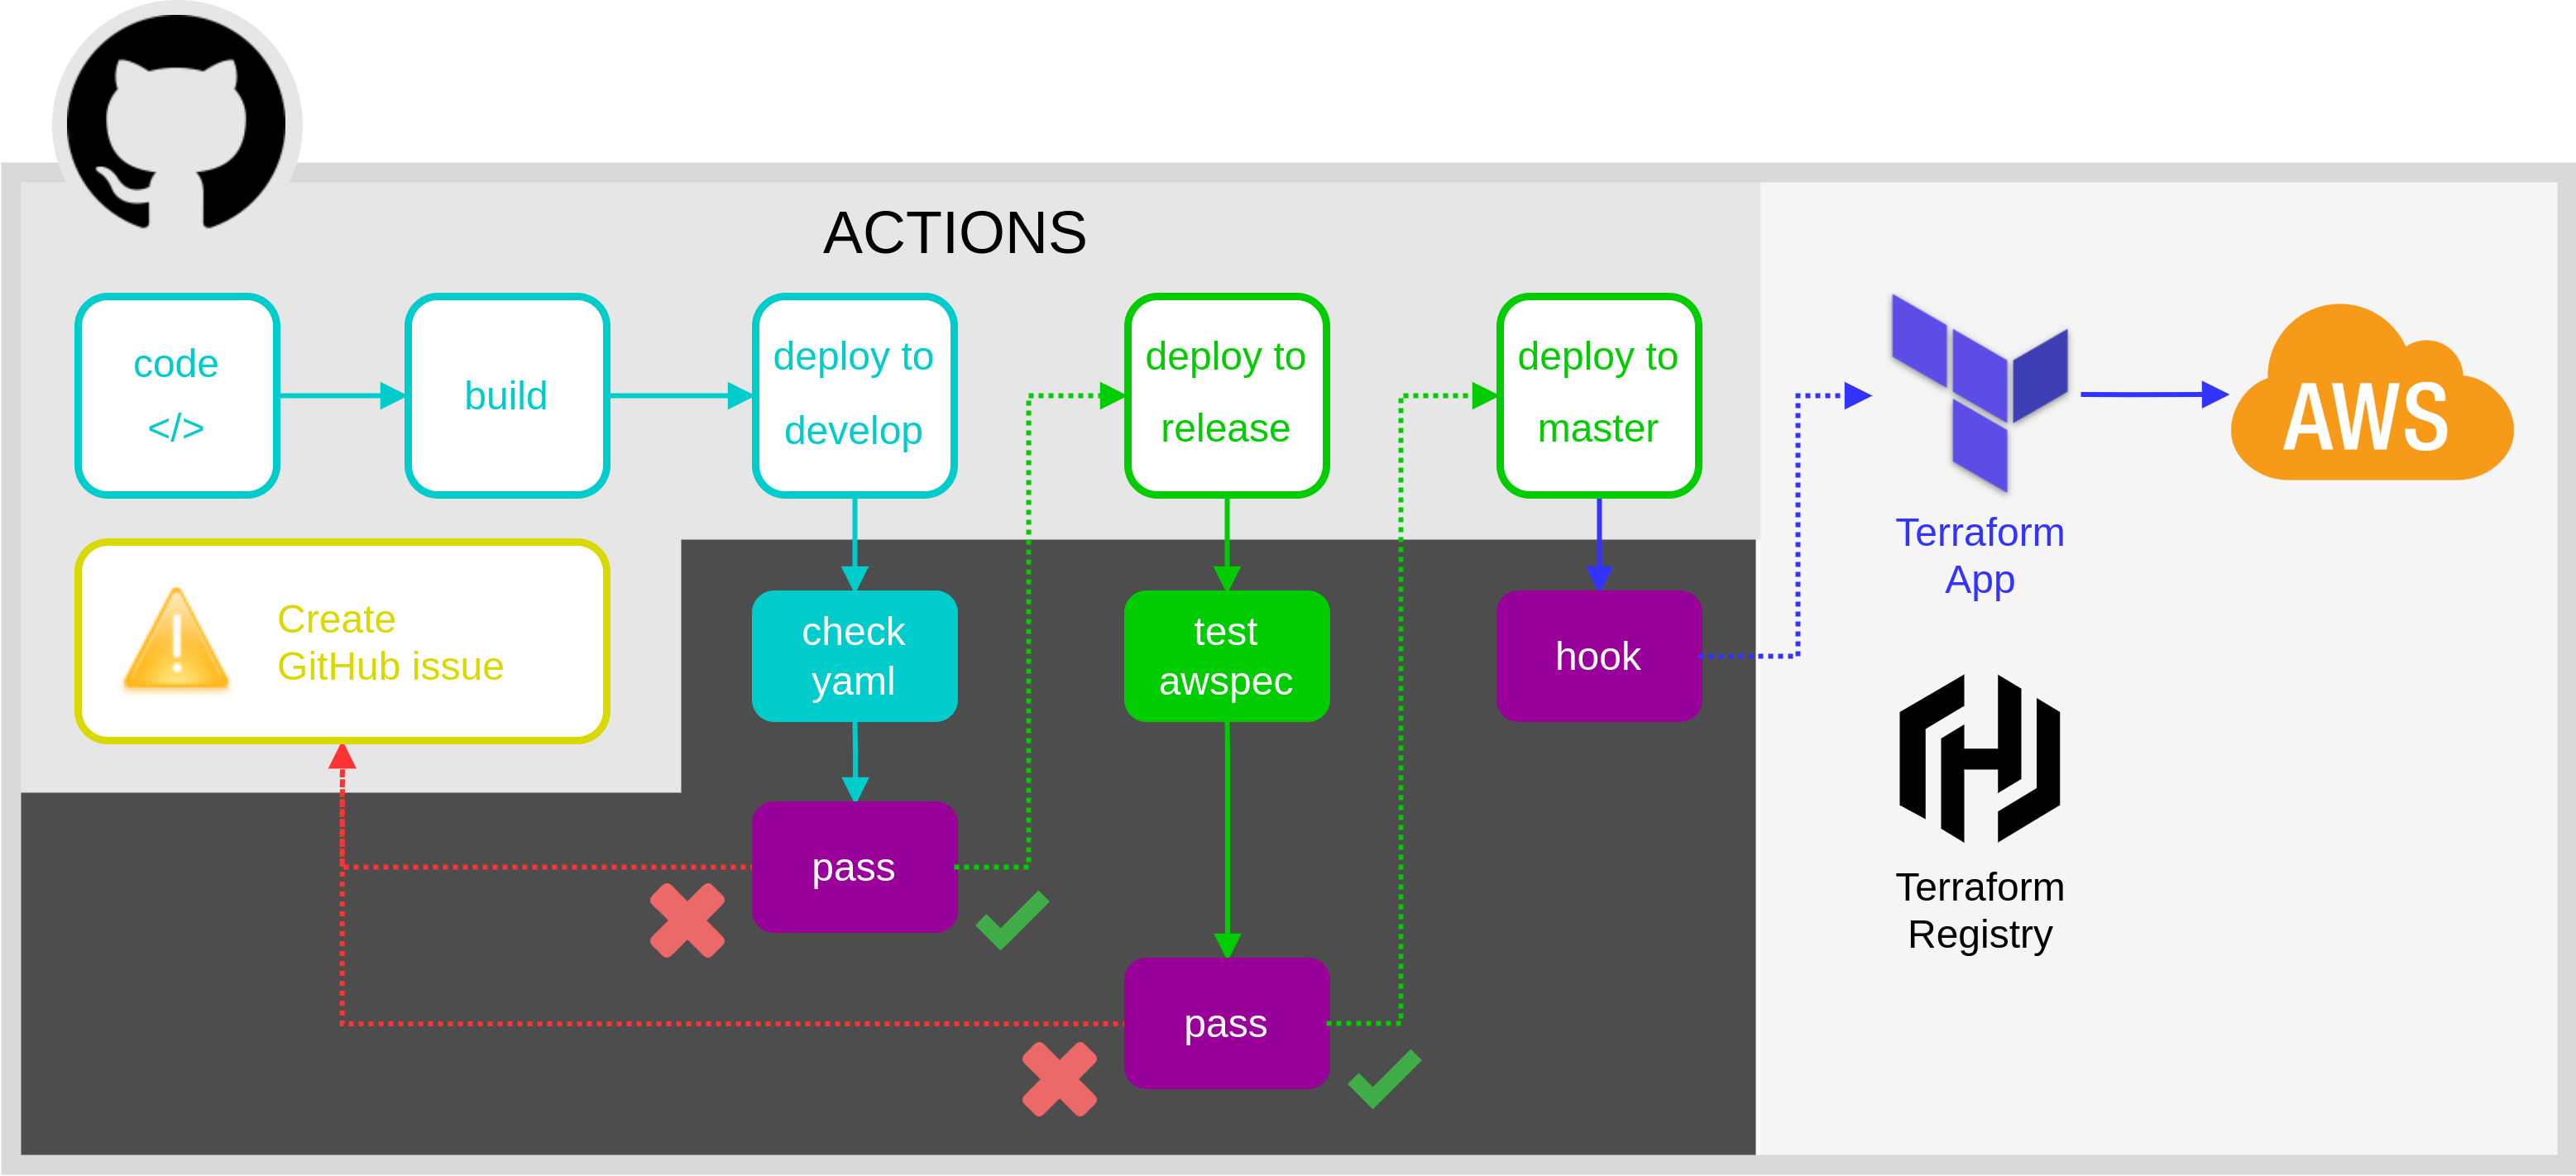 ACTIONS
code
</>
build
deploy to
develop
deploy to
release
deploy to
master
AWS
Terraform
App
Create
GitHub issue
check
yaml
test
awspec
hook
pass
Terraform
Registry
pass